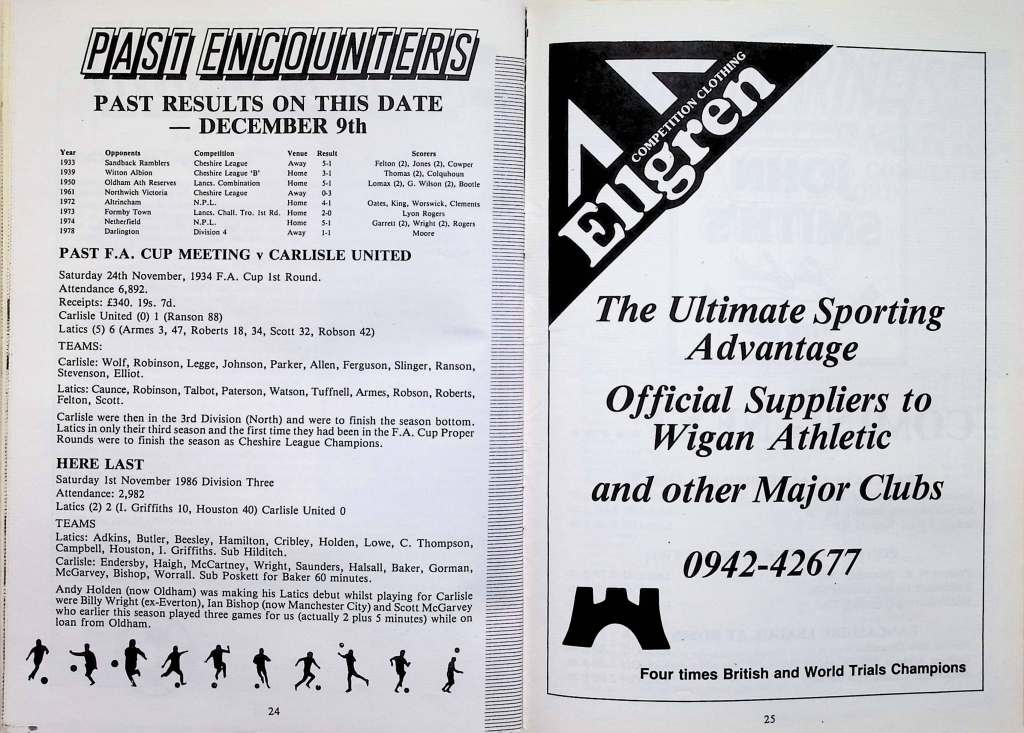 PAST ENCOUNTERS
PAST RESULTS ON THIS DATE
— DECEMBER 9th
Year Opponents Competition Venue Result Scorers
1933 Sandback Ramblers Cheshire League Away 5-1 Felton (2), Jones (2), Cowper
1939 Witton Albion Cheshire League 'B' Home 3-1 Thomas (2), Colquhoun
1950 Oldham Ath Reserves Lancs. Combination Home 5-1 Lomax (2), G. Wilson (2), Bootle
1961 Northwich Victoria Cheshire League Away 0-3
1972 Altrincham N.P.L. Home 4-1 Oates, King, Worswick, Clements
1973 Formby Town Lancs. Chall. Tro. 1st Rd. Home 2-0 Lyon Rogers
1974 Netherfield N.P.L. Home 5-1 Garrett (2), Wright (2), Rogers
1978 Darlington Division 4 Away 1-1 Moore
PAST F.A. CUP MEETING v CARLISLE UNITED
Saturday 24th November, 1934 F.A. Cup 1st Round.
Attendance 6,892.
Receipts: £340. 19s. 7d.
Carlisle United (0) 1 (Ranson 88)
Latics (5) 6 (Armes 3, 47, Roberts 18, 34, Scott 32, Robson 42)
TEAMS:
Carlisle: Wolf, Robinson, Legge, Johnson, Parker, Allen, Ferguson, Slinger, Ranson,
Stevenson, Elliot.
Latics: Caunce, Robinson, Talbot, Paterson, Watson, Tuffnell, Armes, Robson, Roberts,
Felton, Scott.
Carlisle were then in the 3rd Division (North) and were to finish the season bottom.
Latics in only their third season and the first time they had been in the F.A. Cup Proper
Rounds were to finish the season as Cheshire League Champions.
HERE LAST
Saturday 1st November 1986 Division Three
Attendance: 2,982
Latics (2) 2 (I. Griffiths 10, Houston 40) Carlisle United 0
TEAMS
Latics: Adkins, Butler, Beesley, Hamilton, Cribley, Holden, Lowe, C. Thompson,
Campbell, Houston, I. Griffiths. Sub Hilditch.
Carlisle: Endersby, Haigh, McCartney, Wright, Saunders, Halsall, Baker, Gorman,
McGarvey, Bishop, Worrall. Sub Poskett for Baker 60 minutes.
Andy Holden (now Oldham) was making his Latics debut whilst playing for Carlisle
were Billy Wright (ex-Everton), Ian Bishop (now Manchester City) and Scott McGarvey
who earlier this season played three games for us (actually 2 plus 5 minutes) while on
loan from Oldham.
24
COMPETITION CLOTHING
Ellgren
The Ultimate Sporting
Advantage
Official Suppliers to
Wigan Athletic
and other Major Clubs
0942-42677
Four times British and World Trials Champions
25